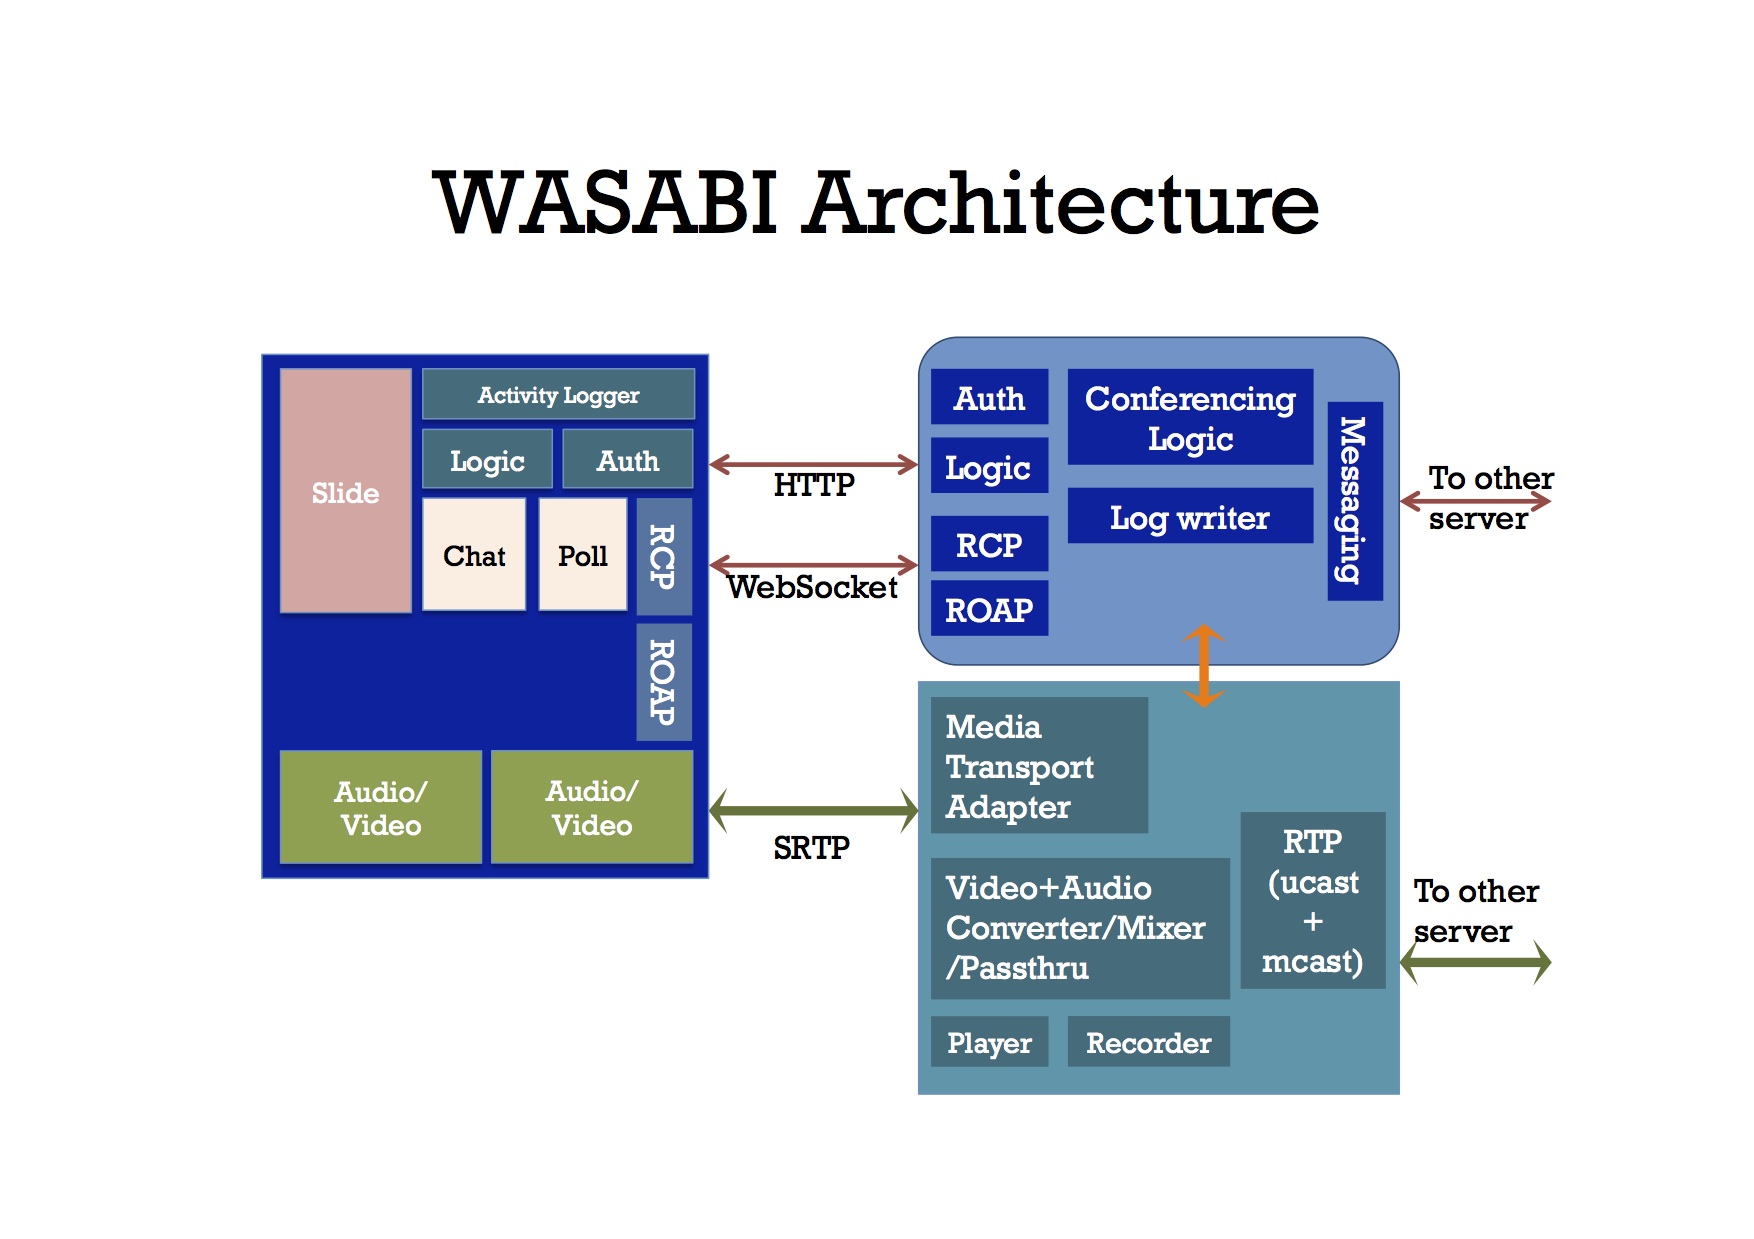 WASABI Architecture
Activity Logger
Logic
Auth
Slide
Chat
Poll
RCP
ROAP
Audio/
Video
Audio/
Video
HTTP
WebSocket
SRTP
Auth
Logic
RCP
ROAP
Conferencing
Logic
Log writer
Messaging
To other
server
Media
Transport
Adapter
Video+Audio
Converter/Mixer
/Passthru
RTP
(ucast
+
mcast)
Player
Recorder
To other
server